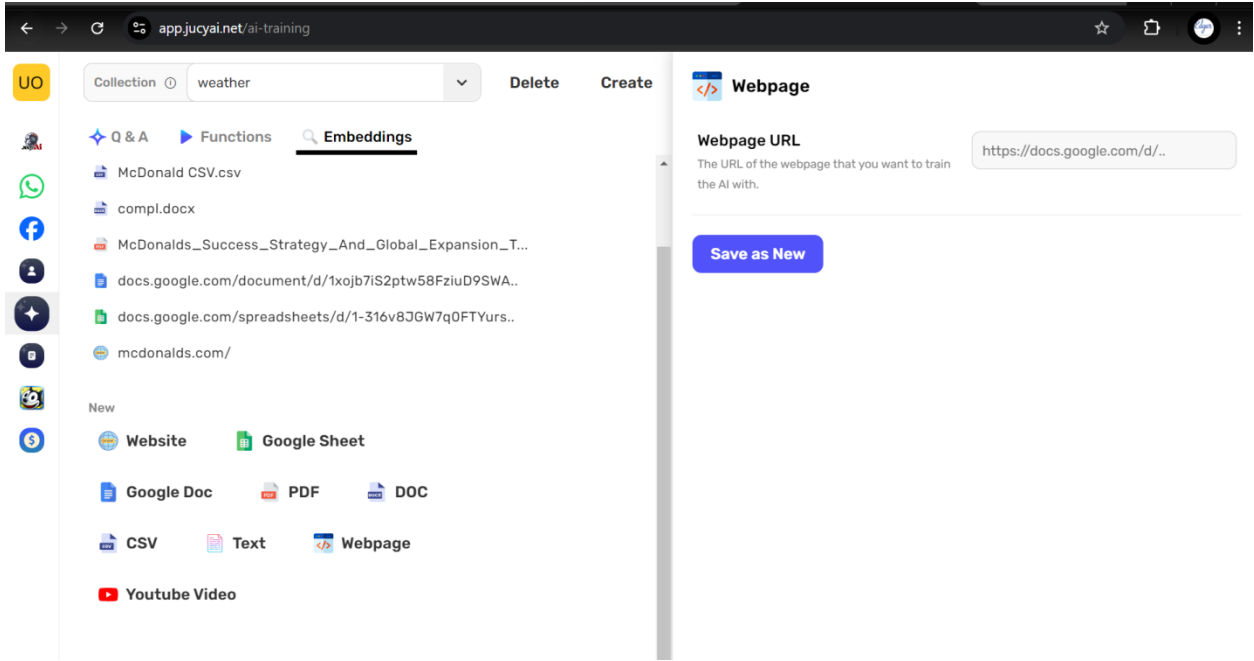 app.jucyai.net/ai-training
UO
Collection
weather
Delete
Create
Q & A
Functions
Embeddings
McDonald CSV.csv
compl.docx
McDonalds_Success_Strategy_And_Global_Expansion_T...
docs.google.com/document/d/1xojb7iS2ptw58FziuD9SWA..
docs.google.com/spreadsheets/d/1-316v8JGW7q0FTYurs..
mcdonalds.com/
New
Website
Google Sheet
Google Doc
PDF
DOC
CSV
Text
Webpage
Youtube Video
Webpage
Webpage URL
The URL of the webpage that you want to train
the AI with.
https://docs.google.com/d/..
Save as New